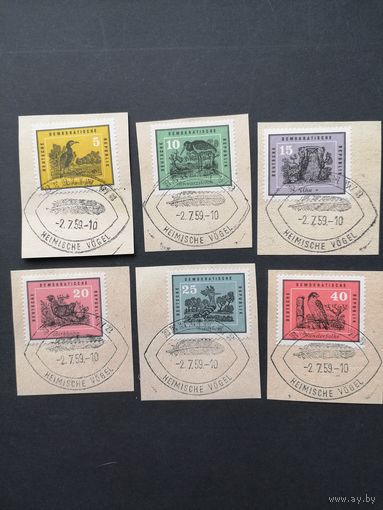 DEUTSCHE DEMOKRATISCHE REPUBLIK
5
-2.7.59.-10
HEIMISCHE VÖGEL
DEUTSCHE DEMOKRATISCHE REPUBLIK
10
-2.7.59.-10
HEIMISCHE VÖGEL
DEUTSCHE DEMOKRATISCHE REPUBLIK
15
Uhu
-2.7.59.-10
HEIMISCHE VÖGEL
DEUTSCHE DEMOKRATISCHE REPUBLIK
20
-2.7.59.-10
HEIMISCHE VÖGEL
DEUTSCHE DEMOKRATISCHE REPUBLIK
25
-2.7.59.-10
HEIMISCHE VÖGEL
DEUTSCHE DEMOKRATISCHE REPUBLIK
40
Wanderfalke
-2.7.59.-10
HEIMISCHE VÖGEL
www.ay.by